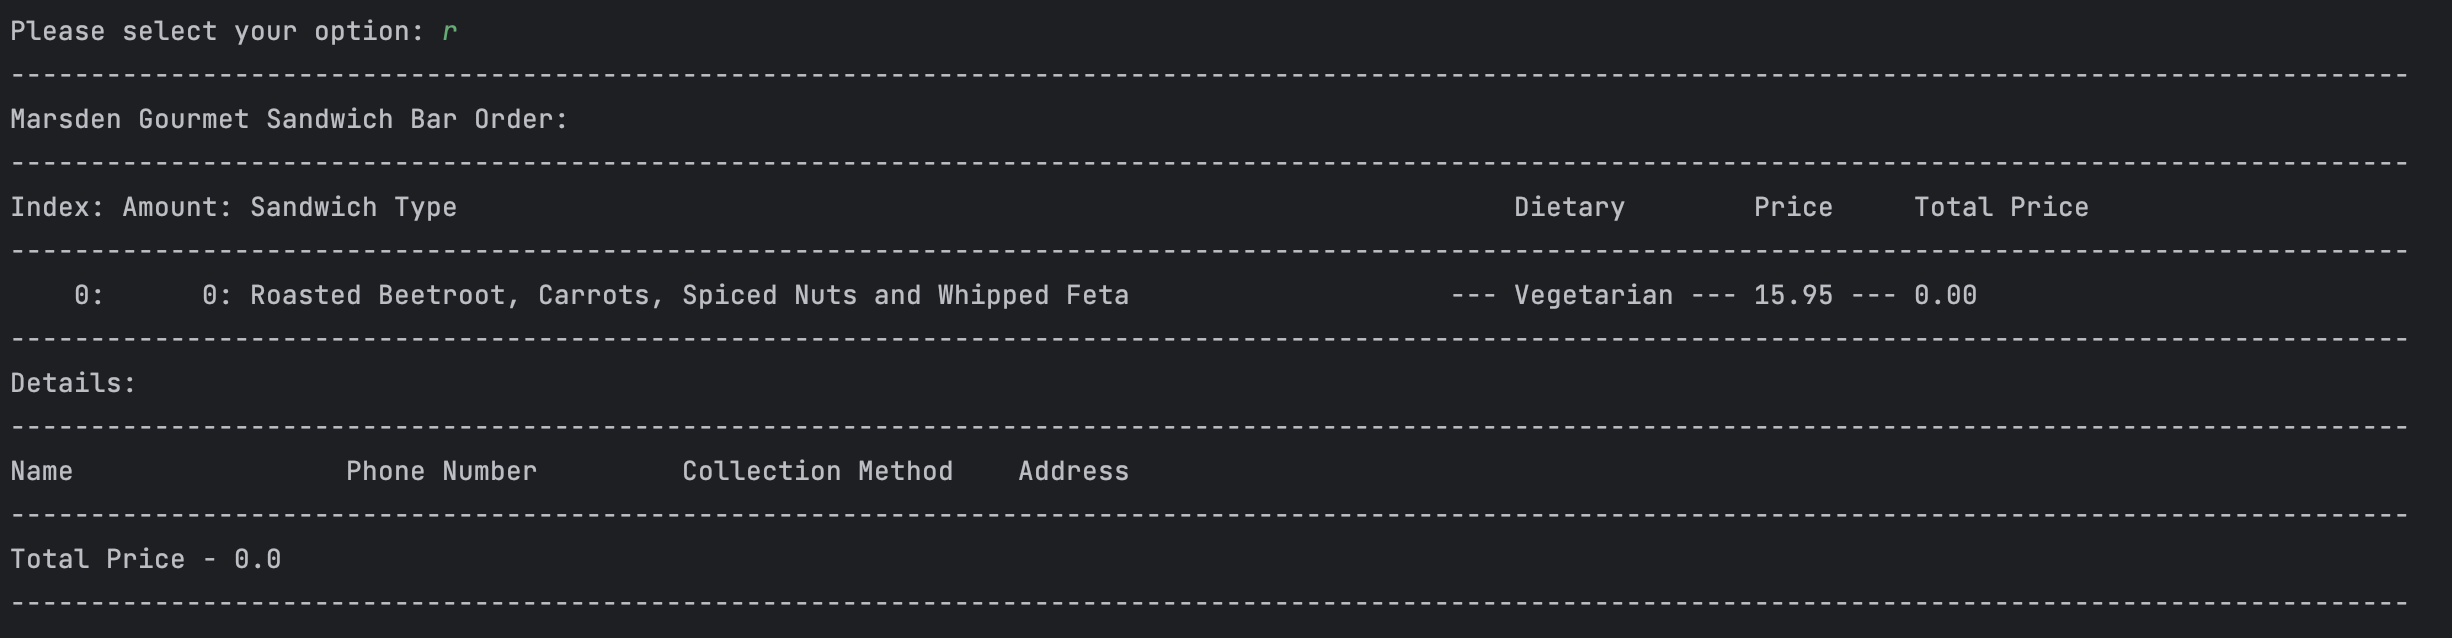 Please select your option: r
------------------------------------------------------------------------------------------------------------------------------------------------------
Marsden Gourmet Sandwich Bar Order:
------------------------------------------------------------------------------------------------------------------------------------------------------
Index: Amount: Sandwich Type                                                                  Dietary        Price     Total Price
------------------------------------------------------------------------------------------------------------------------------------------------------
    0:      0: Roasted Beetroot, Carrots, Spiced Nuts and Whipped Feta                    --- Vegetarian --- 15.95 --- 0.00
------------------------------------------------------------------------------------------------------------------------------------------------------
Details:
------------------------------------------------------------------------------------------------------------------------------------------------------
Name                 Phone Number         Collection Method    Address
------------------------------------------------------------------------------------------------------------------------------------------------------
Total Price - 0.0
------------------------------------------------------------------------------------------------------------------------------------------------------